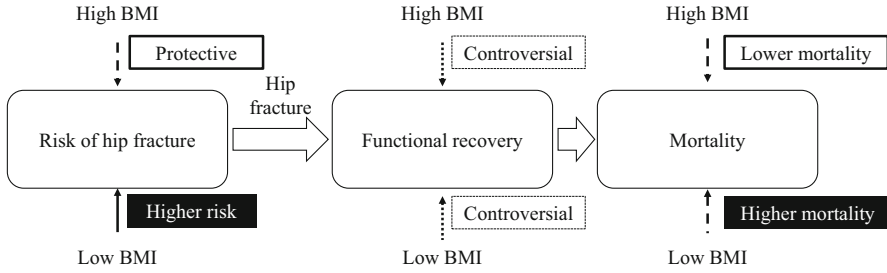 High BMI
High BMI
High BMI
Protective
Controversial
Lower mortality
Hip
fracture
Risk of hip fracture
Functional recovery
Mortality
Higher risk
Controversial
Higher mortality
Low BMI
Low BMI
Low BMI